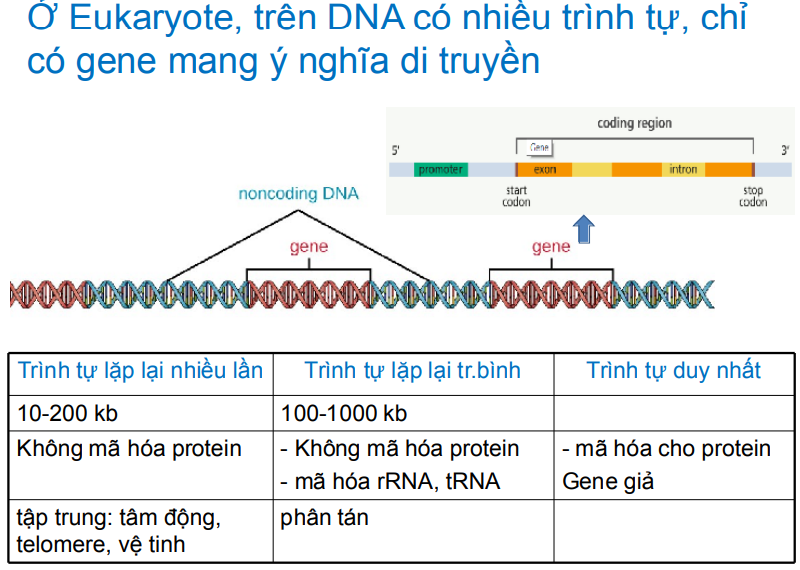 Ở Eukaryote, trên DNA có nhiều trình tự, chỉ
có gene mang ý nghĩa di truyền
coding region
5'
Gene
3'
promoter
exon
intron
start
codon
stop
codon
noncoding DNA
gene
gene
Trình tự lặp lại nhiều lần
Trình tự lặp lại tr.bình
Trình tự duy nhất
10-200 kb
100-1000 kb
Không mã hóa protein
- Không mã hóa protein
- mã hóa rRNA, tRNA
- mã hóa cho protein
Gene giả
tập trung: tâm động,
telomere, vệ tinh
phân tán